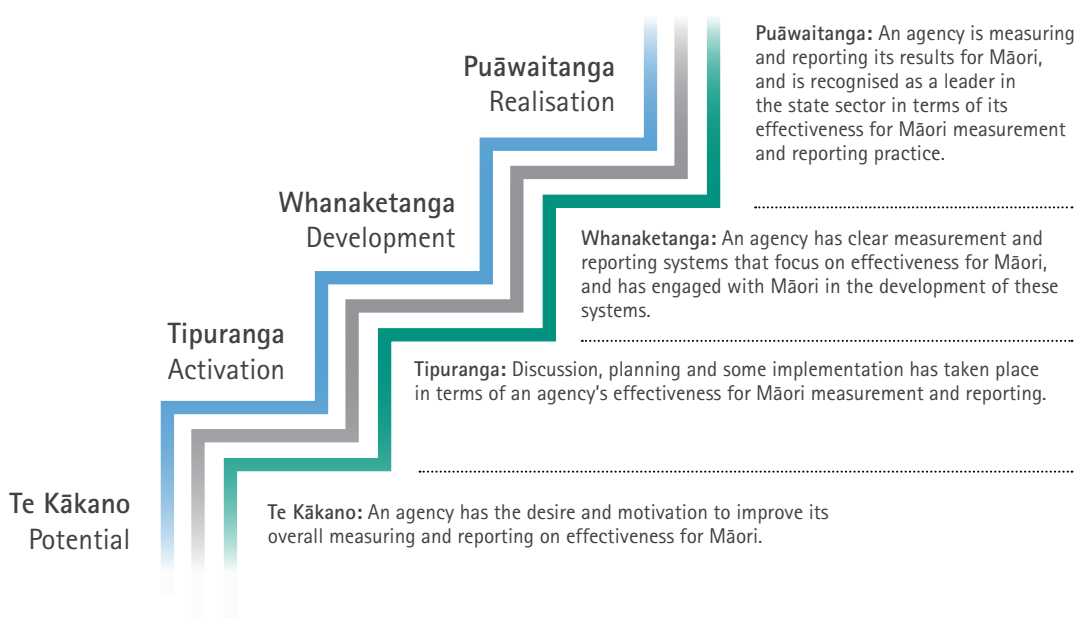 Puāwaitanga
Realisation
Puāwaitanga: An agency is measuring
and reporting its results for Māori,
and is recognised as a leader in
the state sector in terms of its
effectiveness for Māori measurement
and reporting practice.
Whanaketanga
Development
Whanaketanga: An agency has clear measurement and
reporting systems that focus on effectiveness for Māori,
and has engaged with Māori in the development of these
systems.
Tipuranga
Activation
Tipuranga: Discussion, planning and some implementation has taken place
in terms of an agency’s effectiveness for Māori measurement and reporting.
Te Kākano
Potential
Te Kākano: An agency has the desire and motivation to improve its
overall measuring and reporting on effectiveness for Māori.